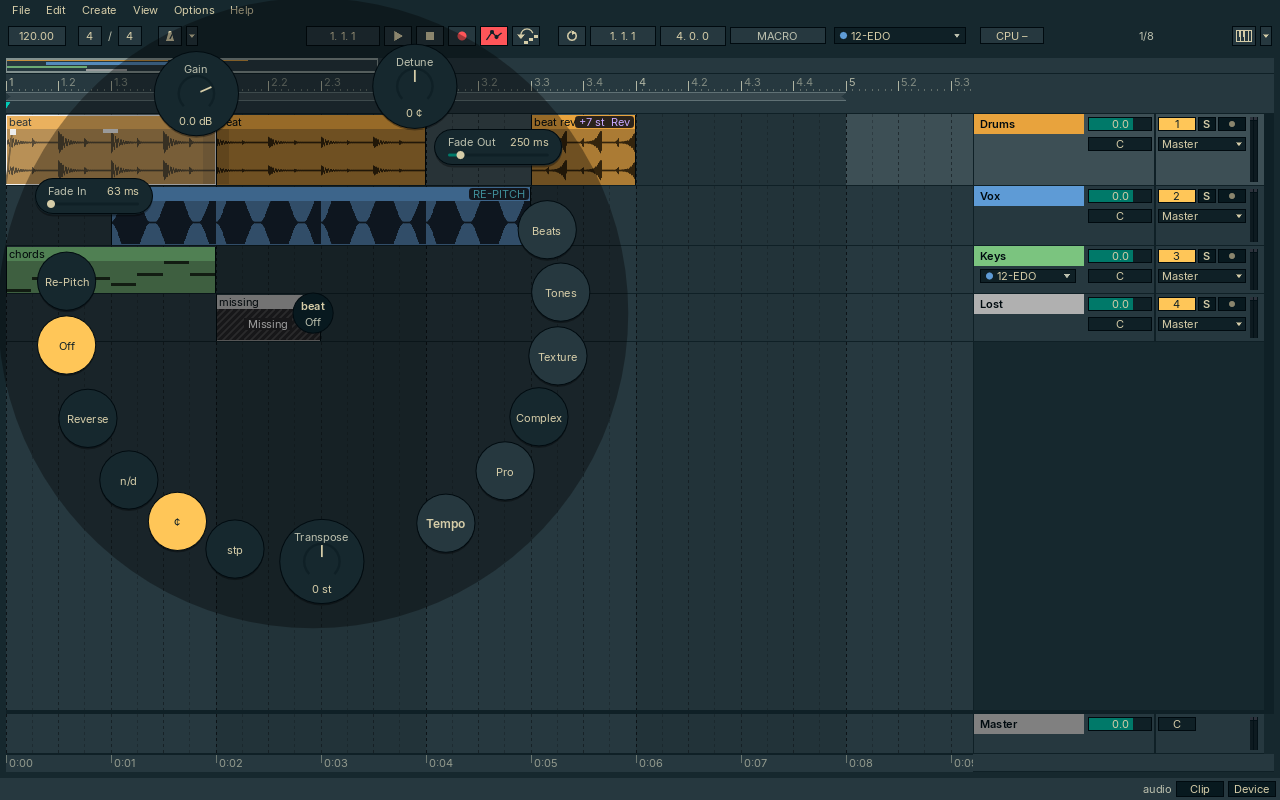 File Edit Create View Options Help
120.00 4 / 4 1. 1. 1 1. 1. 1 4. 0. 0 MACRO 12-EDO CPU – 1/8
1 1.2 1.3 2.2 2.3 3.2 3.3 3.4 4 4.2 4.3 4.4 5 5.2 5.3
Gain
0.0 dB
Detune
0 ¢
beat
eat
beat rev +7 st Rev
Fade Out 250 ms
Fade In 63 ms
RE-PITCH
chords
missing
Missing
beat
Off
Beats
Tones
Texture
Complex
Pro
Tempo
Transpose
0 st
stp
¢
n/d
Reverse
Off
Re-Pitch
Drums 0.0 1 S
C Master
Vox 0.0 2 S
C Master
Keys 0.0 3 S
12-EDO C Master
Lost 0.0 4 S
C Master
Master 0.0 C
0:00 0:01 0:02 0:03 0:04 0:05 0:06 0:07 0:08
audio Clip Device